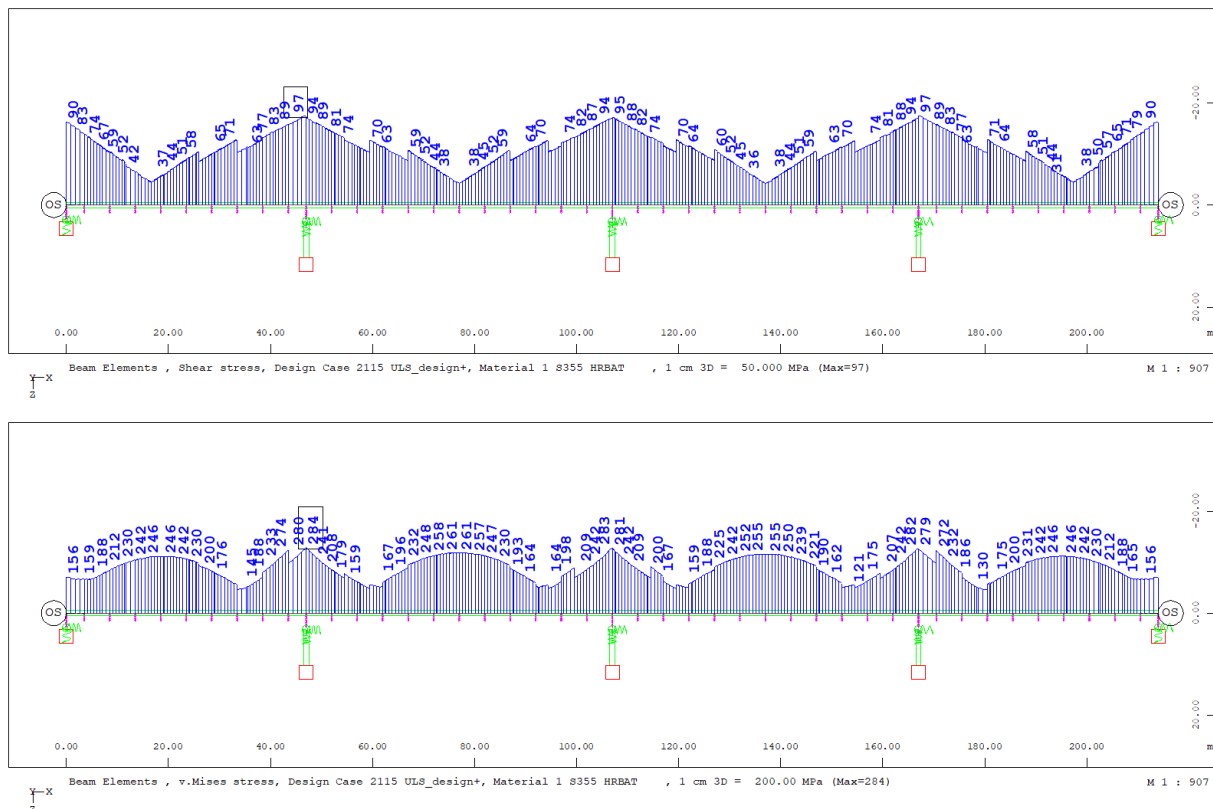 90 83 74 67 59 52 42 37 44 51 58 65 71 63 77 83 89 97 94 89 81 74 70 63 59 52 44 38 38 45 52 59 64 70 74 82 87 94 95 88 82 74 70 64 60 52 45 36 38 44 51 59 63 70 74 81 88 94 97 89 83 77 63 71 64 58 51 44 31 38 50 57 65 71 79 90
-20.00
OS
OS
0.00
20.00
0.00 20.00 40.00 60.00 80.00 100.00 120.00 140.00 160.00 180.00 200.00 m
Beam Elements , Shear stress, Design Case 2115 ULS_design+, Material 1 S355 HRBAT , 1 cm 3D = 50.000 MPa (Max=97)
M 1 : 907
Y X
Z
156 159 188 212 230 242 246 246 242 230 200 176 145 188 233 274 280 284 241 208 179 159 167 196 232 248 258 261 261 257 247 230 193 164 164 198 209 242 283 281 242 209 200 167 159 188 225 242 252 255 255 250 239 221 190 162 121 175 207 242 282 279 272 232 186 130 175 200 231 242 246 246 242 230 212 188 165 156
-20.00
OS
OS
0.00
20.00
0.00 20.00 40.00 60.00 80.00 100.00 120.00 140.00 160.00 180.00 200.00 m
Beam Elements , v.Mises stress, Design Case 2115 ULS_design+, Material 1 S355 HRBAT , 1 cm 3D = 200.00 MPa (Max=284)
M 1 : 907
Y X
Z